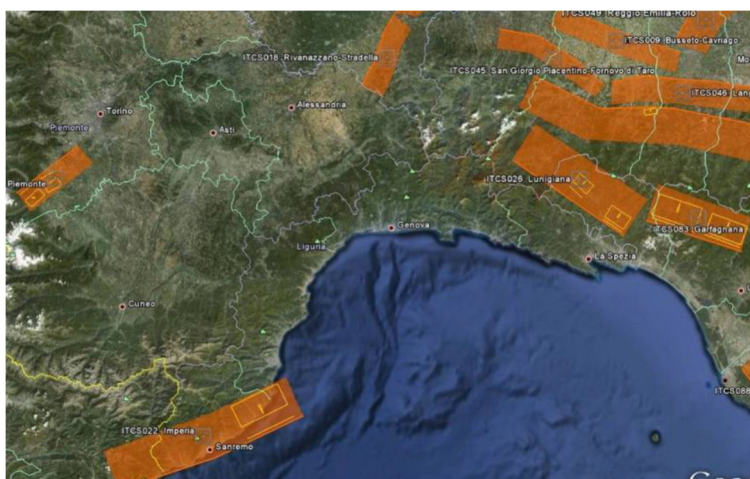 ITCS049: Reggio Emilia-Rolo
ITCS009: Busseto-Cavriago
ITCS018: Rivanazzano-Stradella
ITCS045: San Giorgio Piacentino-Fornovo di Taro
ITCS046:
Alessandria
Torino
Piemonte
Asti
Piemonte
ITCS026: Lunigiana
ITCS083: Garfagnana
Genova
Liguria
La Spezia
Cuneo
ITCS088
ITCS022: Imperia
Sanremo